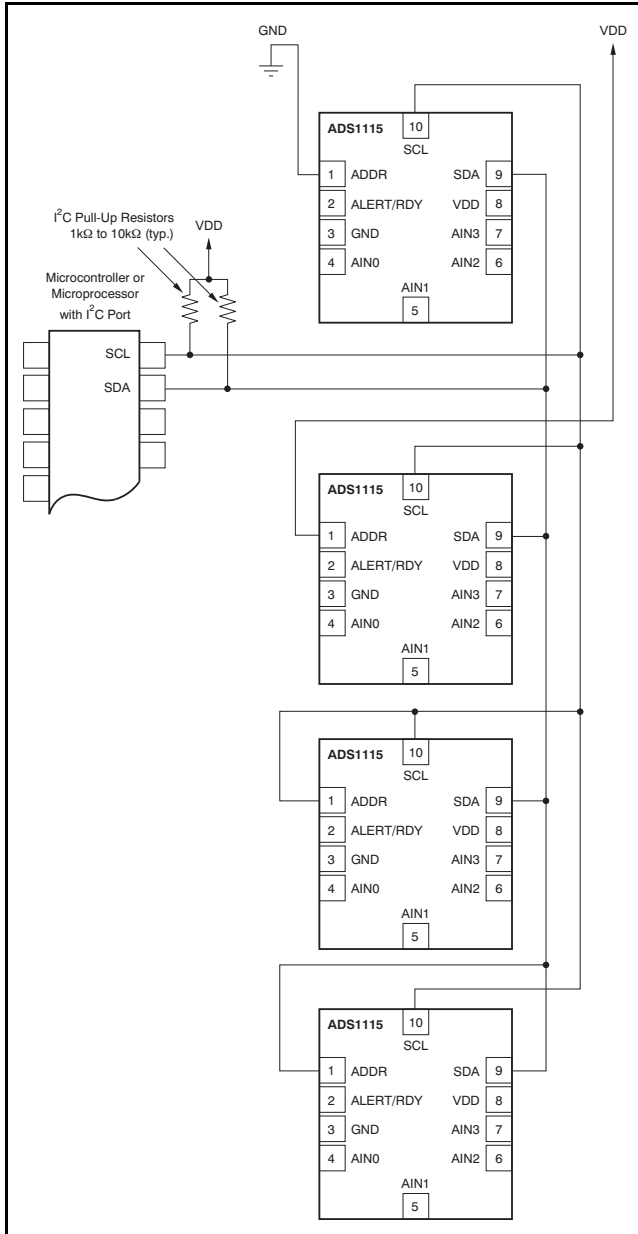 GND
VDD
ADS1115
10
SCL
1 ADDR SDA 9
2 ALERT/RDY VDD 8
3 GND AIN3 7
4 AIN0 AIN2 6
AIN1
5
I²C Pull-Up Resistors
1kΩ to 10kΩ (typ.)
VDD
Microcontroller or
Microprocessor
with I²C Port
SCL
SDA
ADS1115
10
SCL
1 ADDR SDA 9
2 ALERT/RDY VDD 8
3 GND AIN3 7
4 AIN0 AIN2 6
AIN1
5
ADS1115
10
SCL
1 ADDR SDA 9
2 ALERT/RDY VDD 8
3 GND AIN3 7
4 AIN0 AIN2 6
AIN1
5
ADS1115
10
SCL
1 ADDR SDA 9
2 ALERT/RDY VDD 8
3 GND AIN3 7
4 AIN0 AIN2 6
AIN1
5